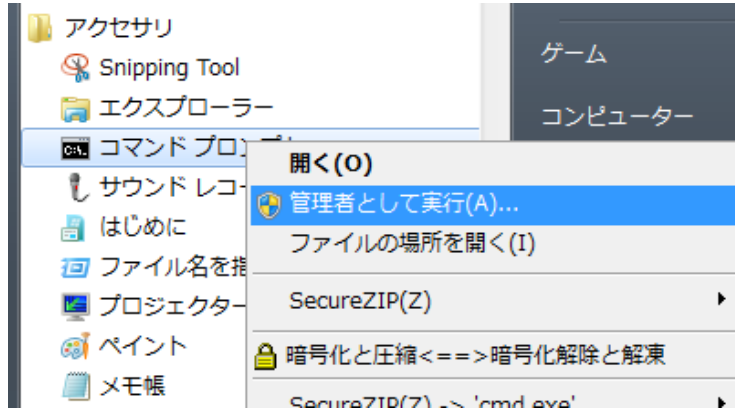 アクセサリ
Snipping Tool
エクスプローラー
コマンド プロンプト
サウンド レコー
はじめに
ファイル名を指
プロジェクター
ペイント
メモ帳
ゲーム
コンピューター
開く(O)
管理者として実行(A)...
ファイルの場所を開く(I)
SecureZIP(Z)
暗号化と圧縮<==>暗号化解除と解凍
SecureZIP(Z) -> 'cmd.exe'